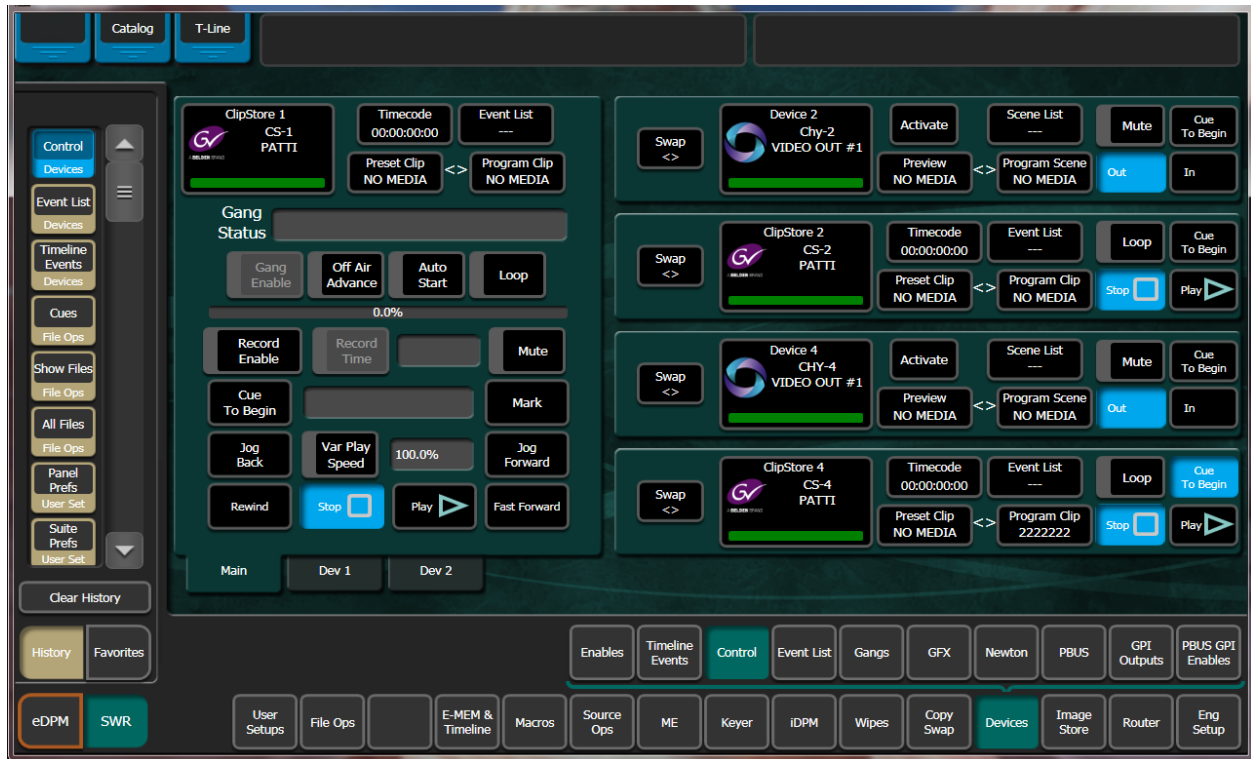 Catalog
T-Line
Control
Devices
Event List
Devices
Timeline
Events
Devices
Cues
File Ops
Show Files
File Ops
All Files
File Ops
Panel
Prefs
User Set
Suite
Prefs
User Set
Clear History
History
Favorites
eDPM
SWR
ClipStore 1
CS-1
PATTI
GV
A BELDEN BRAND
Timecode
00:00:00:00
Event List
---
Preset Clip
NO MEDIA
<>
Program Clip
NO MEDIA
Gang
Status
Gang
Enable
Off Air
Advance
Auto
Start
Loop
0.0%
Record
Enable
Record
Time
Mute
Cue
To Begin
Mark
Jog
Back
Var Play
Speed
100.0%
Jog
Forward
Rewind
Stop
Play
Fast Forward
Main
Dev 1
Dev 2
Swap
<>
Device 2
Chy-2
VIDEO OUT #1
Activate
Scene List
---
Mute
Cue
To Begin
Preview
NO MEDIA
<>
Program Scene
NO MEDIA
Out
In
Swap
<>
ClipStore 2
CS-2
PATTI
GV
A BELDEN BRAND
Timecode
00:00:00:00
Event List
---
Loop
Cue
To Begin
Preset Clip
NO MEDIA
<>
Program Clip
NO MEDIA
Stop
Play
Swap
<>
Device 4
CHY-4
VIDEO OUT #1
Activate
Scene List
---
Mute
Cue
To Begin
Preview
NO MEDIA
<>
Program Scene
NO MEDIA
Out
In
Swap
<>
ClipStore 4
CS-4
PATTI
GV
A BELDEN BRAND
Timecode
00:00:00:00
Event List
---
Loop
Cue
To Begin
Preset Clip
NO MEDIA
<>
Program Clip
2222222
Stop
Play
Enables
Timeline
Events
Control
Event List
Gangs
GFX
Newton
PBUS
GPI
Outputs
PBUS GPI
Enables
User
Setups
File Ops
E-MEM &
Timeline
Macros
Source
Ops
ME
Keyer
iDPM
Wipes
Copy
Swap
Devices
Image
Store
Router
Eng
Setup